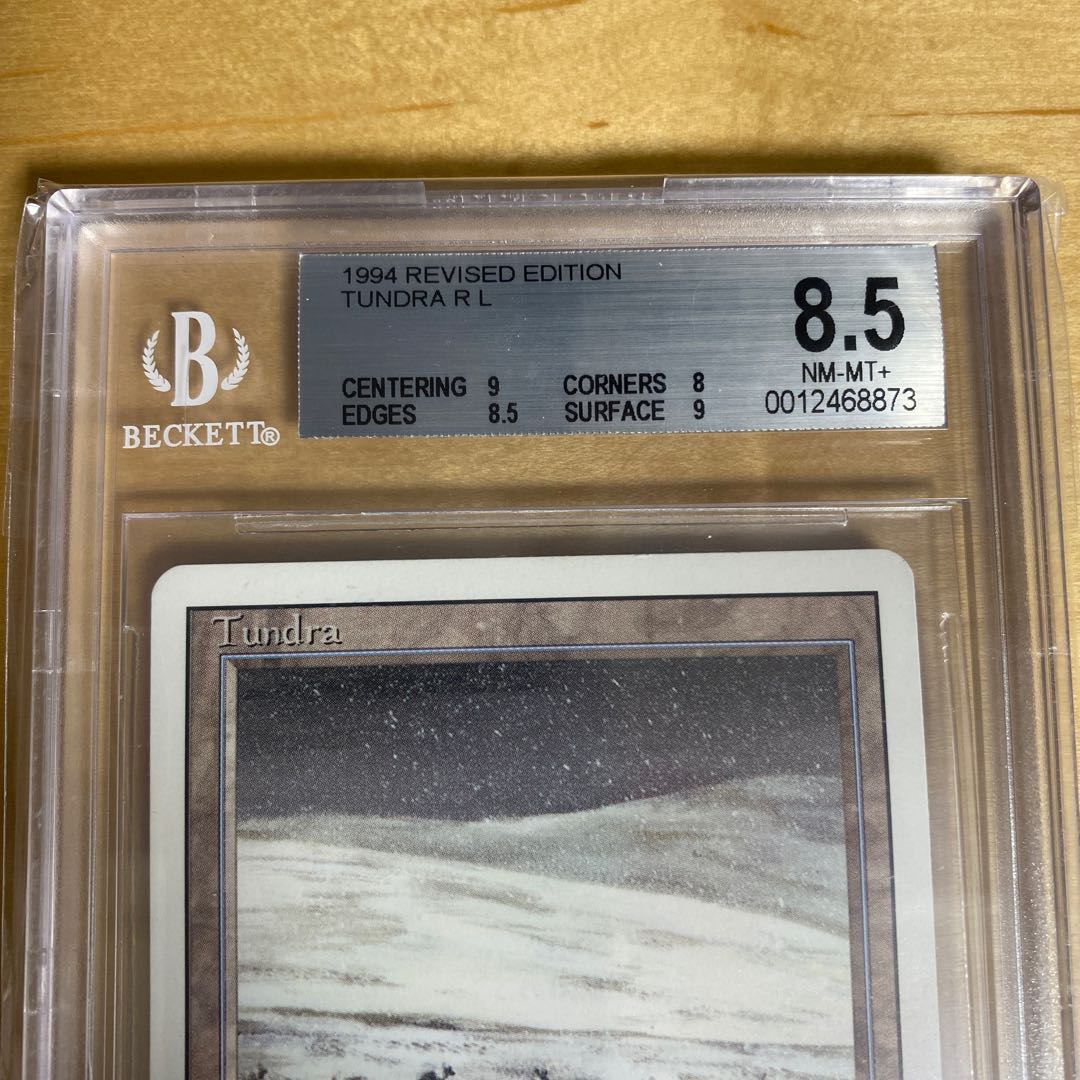 1994 REVISED EDITION
TUNDRA R L
8.5
NM-MT+
0012468873
CENTERING 9 CORNERS 8
EDGES 8.5 SURFACE 9
B
BECKETT®
Tundra